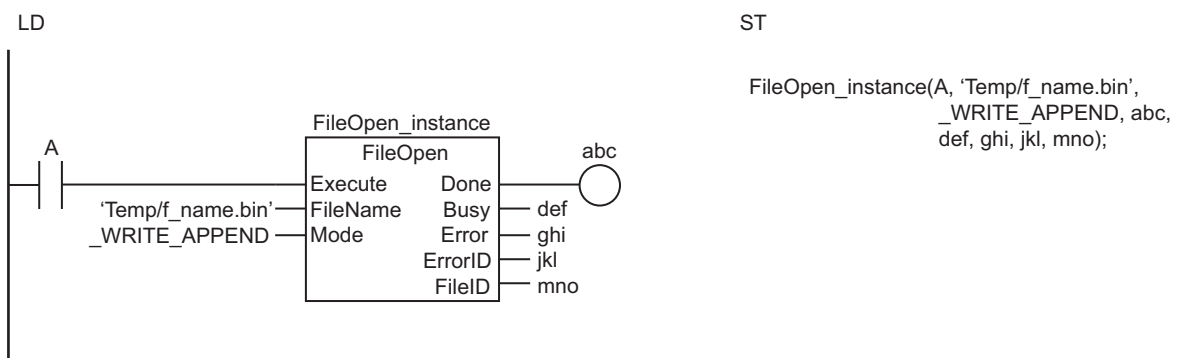 LD
ST
FileOpen_instance(A, ‘Temp/f_name.bin’,
_WRITE_APPEND, abc,
def, ghi, jkl, mno);
FileOpen_instance
A
FileOpen
abc
Execute Done
‘Temp/f_name.bin’ FileName Busy def
_WRITE_APPEND Mode Error ghi
ErrorID jkl
FileID mno